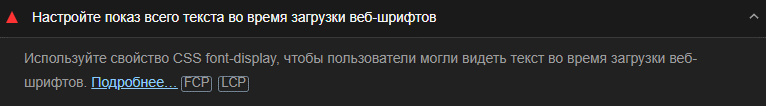 Настройте показ всего текста во время загрузки веб-шрифтов
Используйте свойство CSS font-display, чтобы пользователи могли видеть текст во время загрузки веб-
шрифтов. Подробнее… FCP LCP